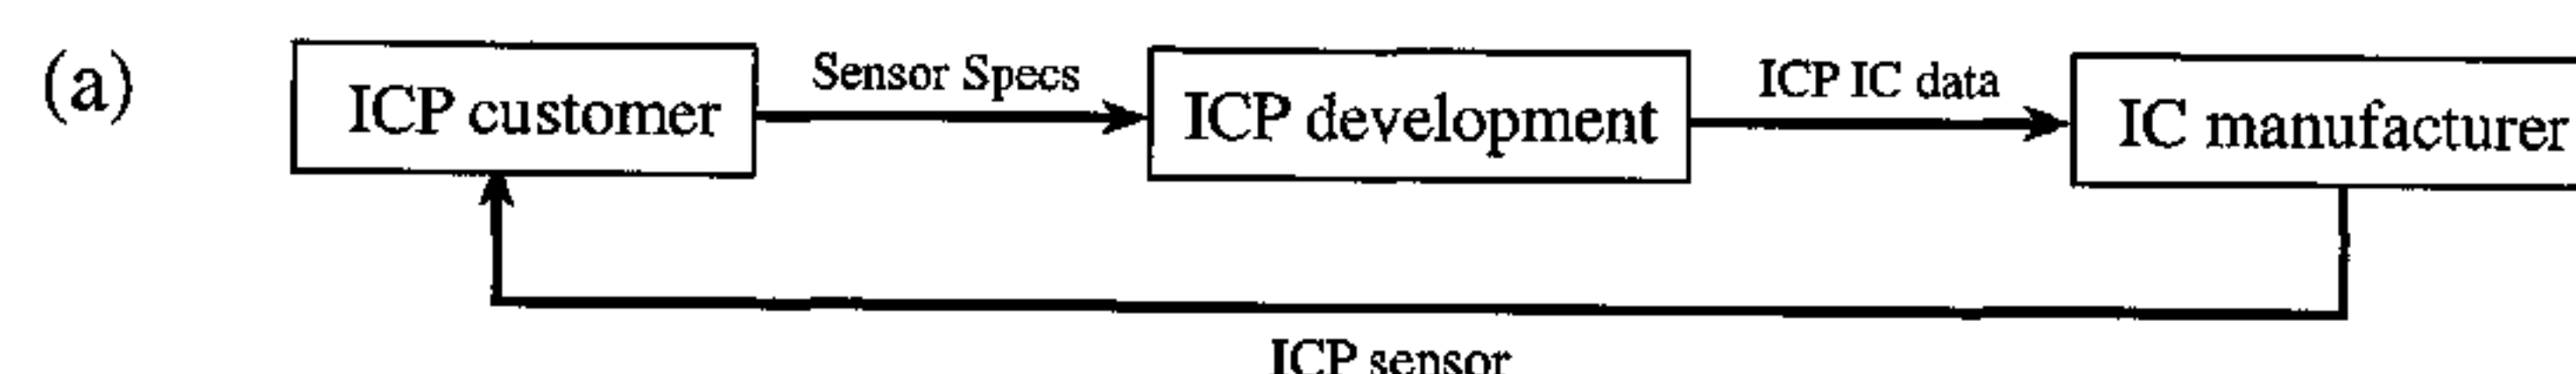 (a)
ICP customer
Sensor Specs
ICP development
ICP IC data
IC manufacturer
ICP sensor